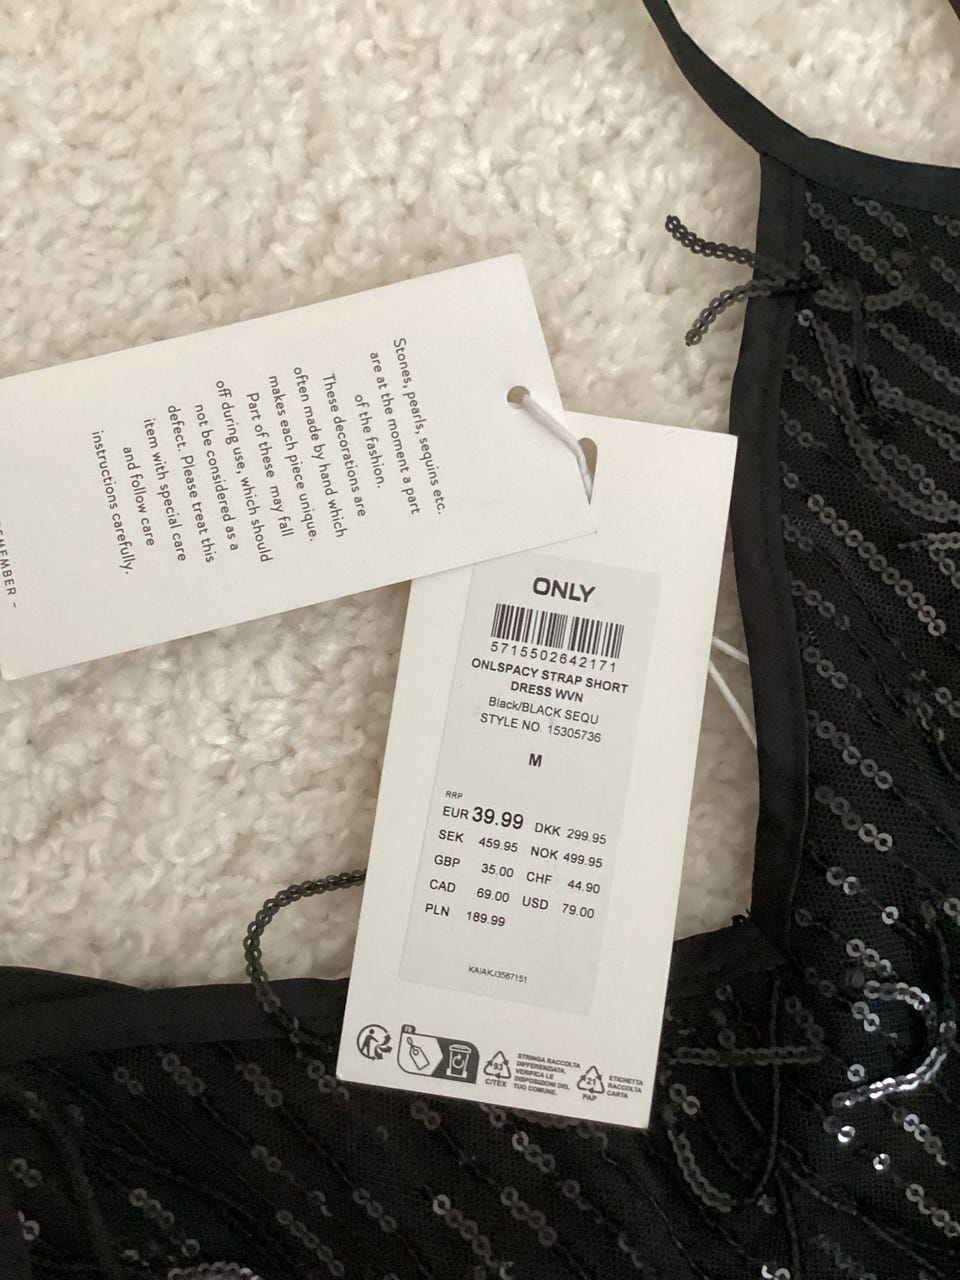 Stones, pearls, sequins etc.
are at the moment a part
of the fashion.
These decorations are
often made by hand which
makes each piece unique.
Part of these may fall
off during use, which should
not be considered as a
defect. Please treat this
item with special care
and follow care
instructions carefully.
EMEMBER –
ONLY
5715502642171
ONLSPACY STRAP SHORT
DRESS WVN
Black/BLACK SEQU
STYLE NO. 15305736
M
RRP
EUR 39.99 DKK 299.95
SEK 459.95 NOK 499.95
GBP 35.00 CHF 44.90
CAD 69.00 USD 79.00
PLN 189.99
KAIAKJ3567151
FR
93
C/TEX
STRINGA RACCOLTA
DIFFERENZIATA.
VERIFICA LE
DISPOSIZIONI DEL
TUO COMUNE.
21
PAP
ETICHETTA
RACCOLTA
CARTA